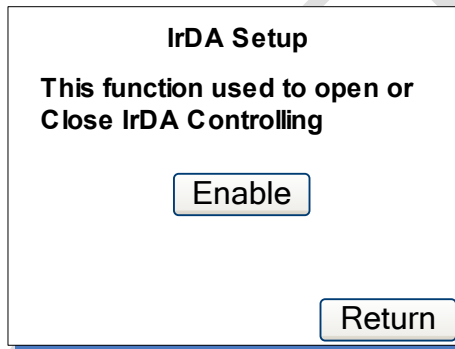 IrDA Setup
This function used to open or
Close IrDA Controlling
Enable
Return